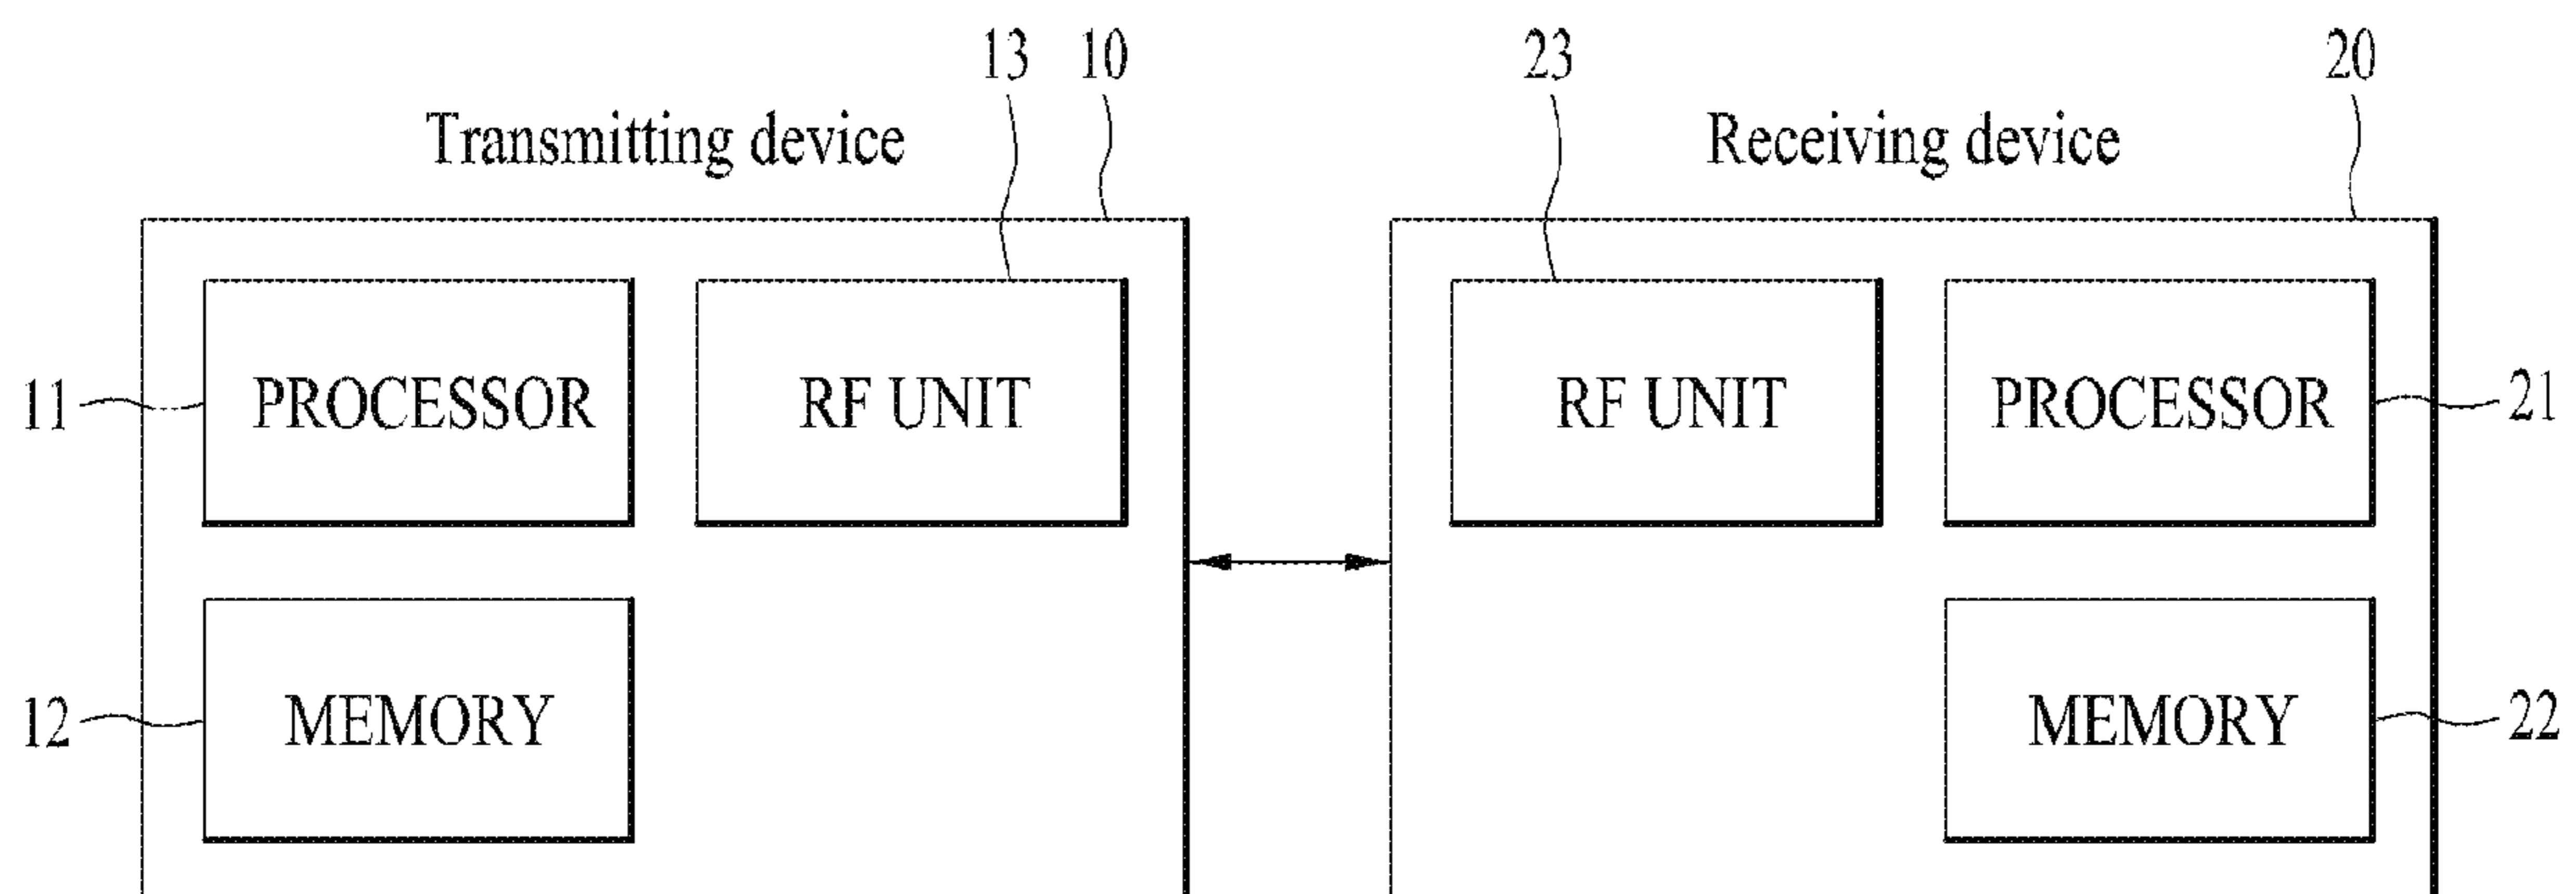 13 10 23 20
Transmitting device Receiving device
11 PROCESSOR RF UNIT RF UNIT PROCESSOR 21
12 MEMORY MEMORY 22